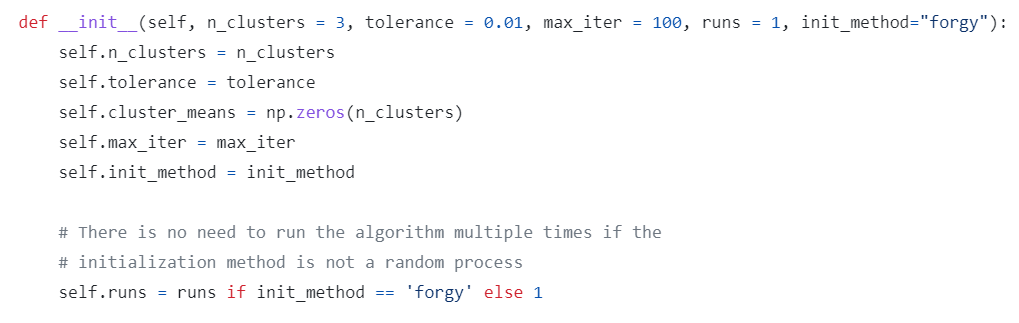 def __init__(self, n_clusters = 3, tolerance = 0.01, max_iter = 100, runs = 1, init_method="forgy"):
    self.n_clusters = n_clusters
    self.tolerance = tolerance
    self.cluster_means = np.zeros(n_clusters)
    self.max_iter = max_iter
    self.init_method = init_method

    # There is no need to run the algorithm multiple times if the
    # initialization method is not a random process
    self.runs = runs if init_method == 'forgy' else 1